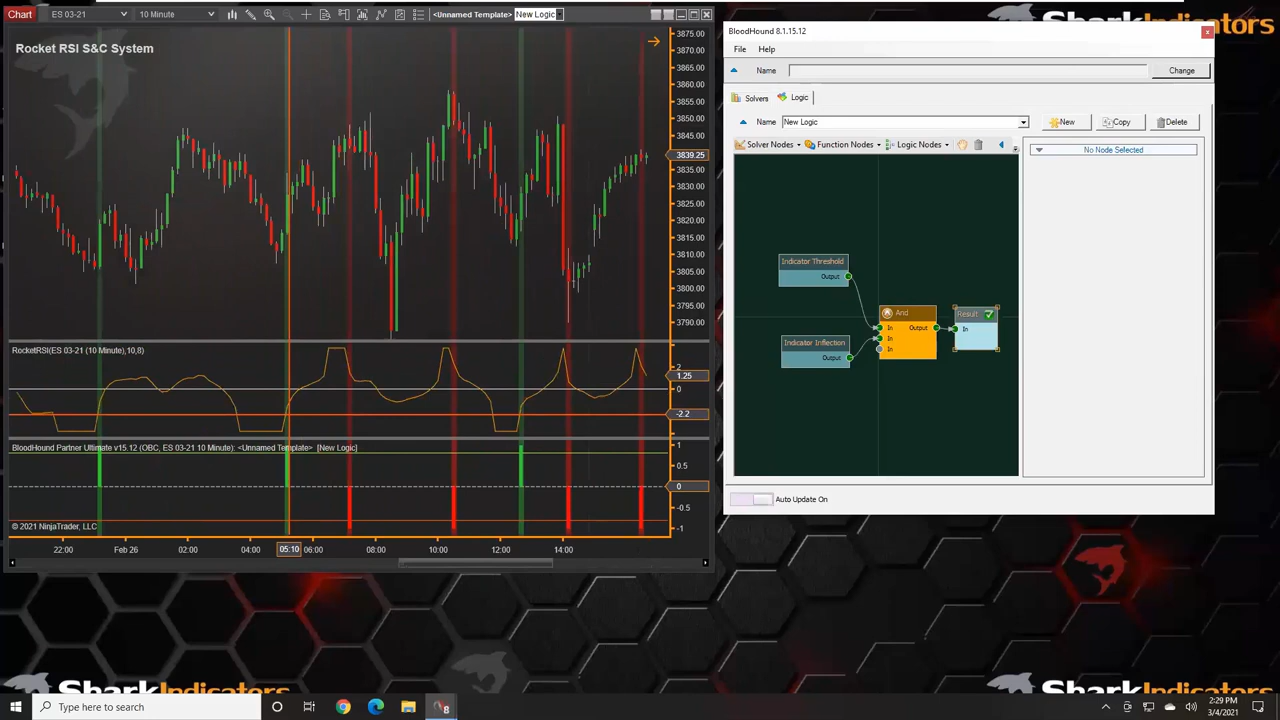 Chart
ES 03-21
10 Minute
<Unnamed Template>
New Logic
Rocket RSI S&C System
3875.00
3870.00
3865.00
3860.00
3855.00
3850.00
3845.00
3840.00
3839.25
3835.00
3830.00
3825.00
3820.00
3815.00
3810.00
3805.00
3800.00
3795.00
3790.00
RocketRSI(ES 03-21 (10 Minute),10,8)
2
1.25
0
-2.2
BloodHound Partner Ultimate v15.12 (OBC, ES 03-21 10 Minute): <Unnamed Template> [New Logic]
1
0.5
0
-0.5
-1
© 2021 NinjaTrader, LLC
22:00
Feb 26
02:00
04:00
05:10
06:00
08:00
10:00
12:00
14:00
BloodHound 8.1.15.12
File
Help
Name
Change
Solvers
Logic
Name
New Logic
New
Copy
Delete
Solver Nodes
Function Nodes
Logic Nodes
No Node Selected
Indicator Threshold
Output
Indicator Inflection
Output
And
In
Output
In
In
Result
In
Auto Update On
SharkIndicators
SharkIndicators
Type here to search
8
2:29 PM
3/4/2021